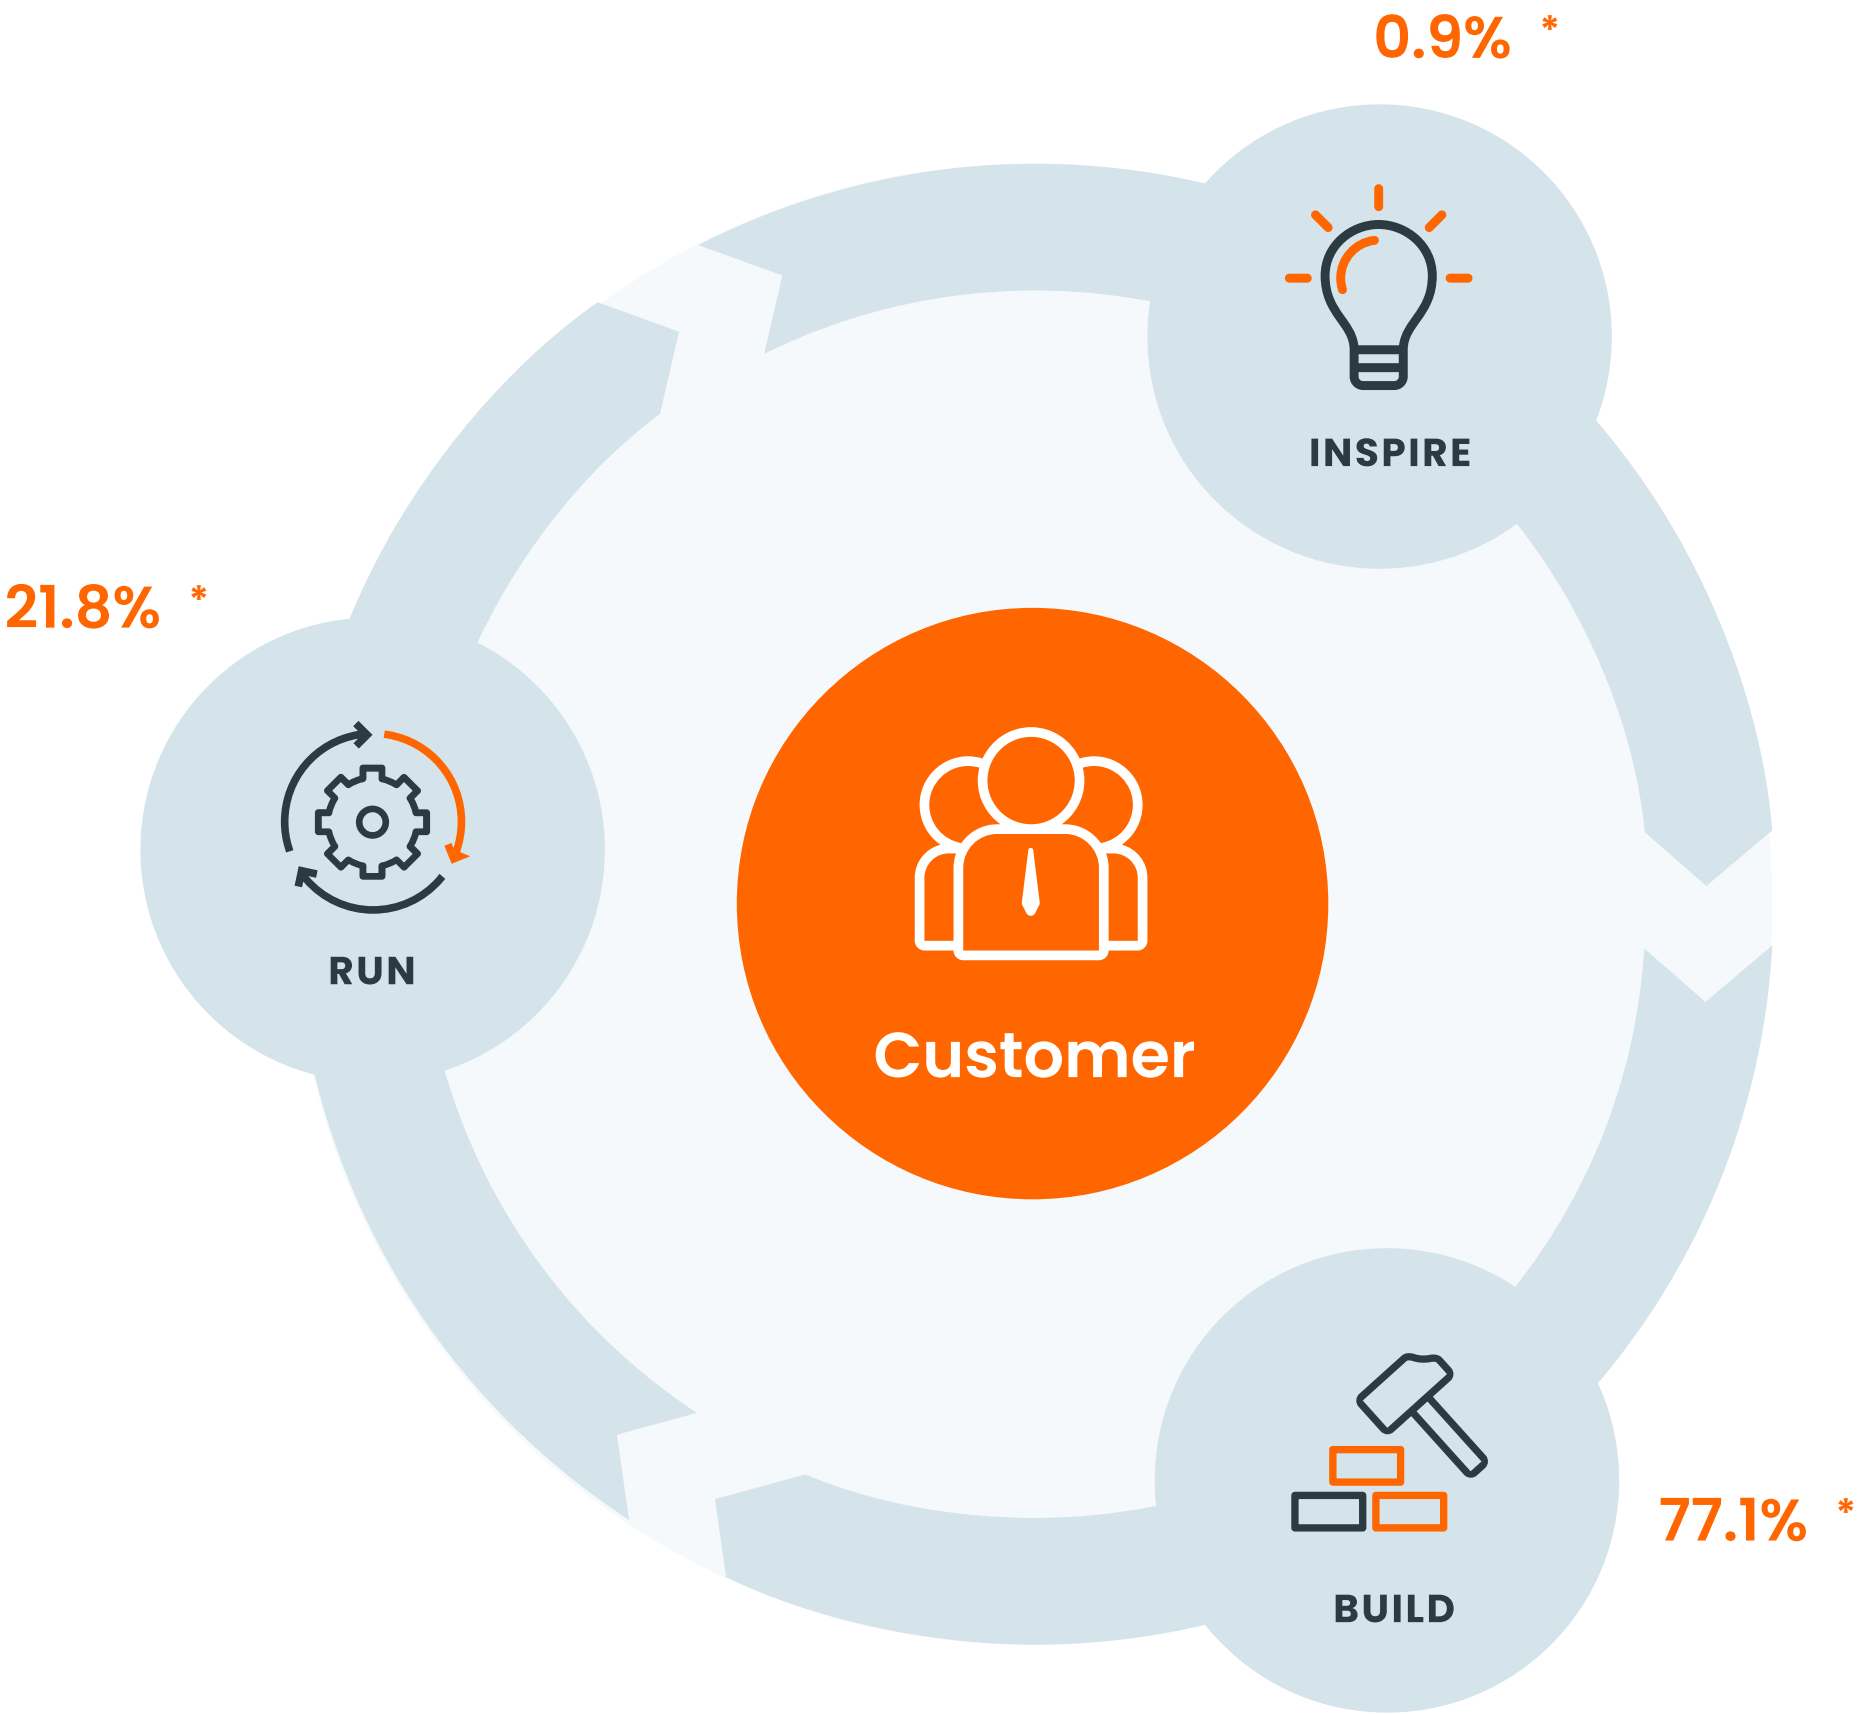 0.9% *
INSPIRE
21.8% *
RUN
Customer
77.1% *
BUILD